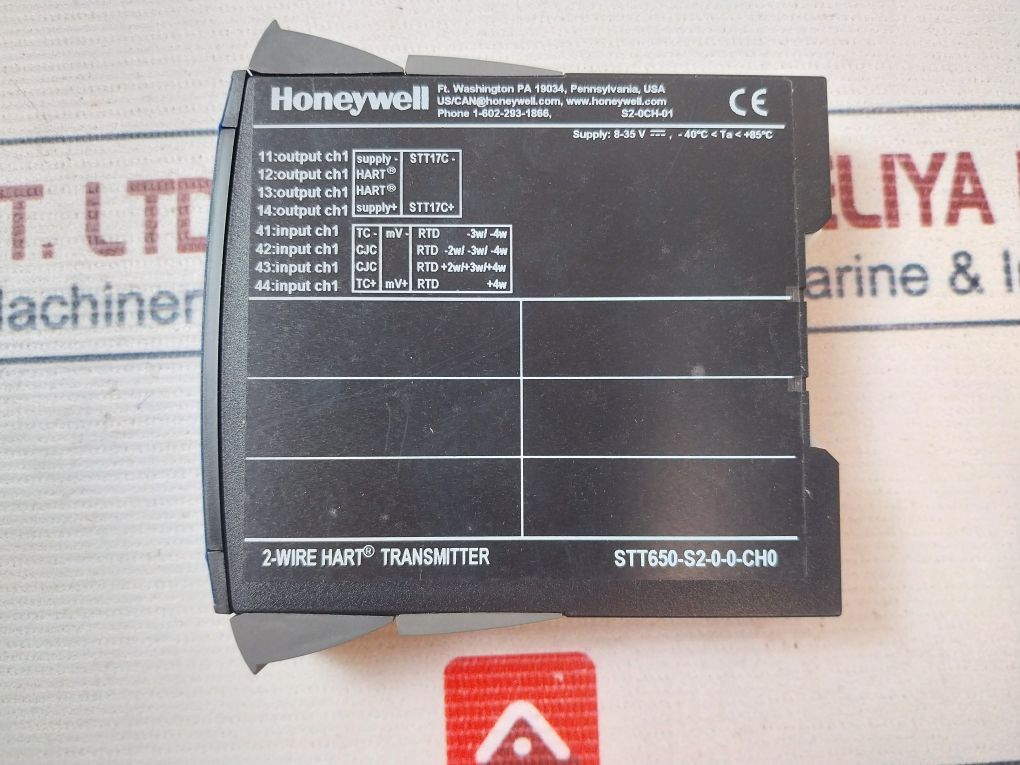 Honeywell
Ft. Washington PA 19034, Pennsylvania, USA
US/CAN@honeywell.com, www.honeywell.com
Phone 1-602-293-1866, S2-0CH-01
CE
Supply: 8-35 V ⎓ , - 40°C < Ta < +85°C
11:output ch1 supply - STT17C -
12:output ch1 HART®
13:output ch1 HART®
14:output ch1 supply+ STT17C+
41:input ch1 TC - mV - RTD -3w/ -4w
42:input ch1 CJC RTD -2w/ -3w/ -4w
43:input ch1 CJC RTD +2w/+3w/+4w
44:input ch1 TC+ mV+ RTD +4w
2-WIRE HART® TRANSMITTER STT650-S2-0-0-CH0
T. LTD
ELIYA
achiner
arine & I